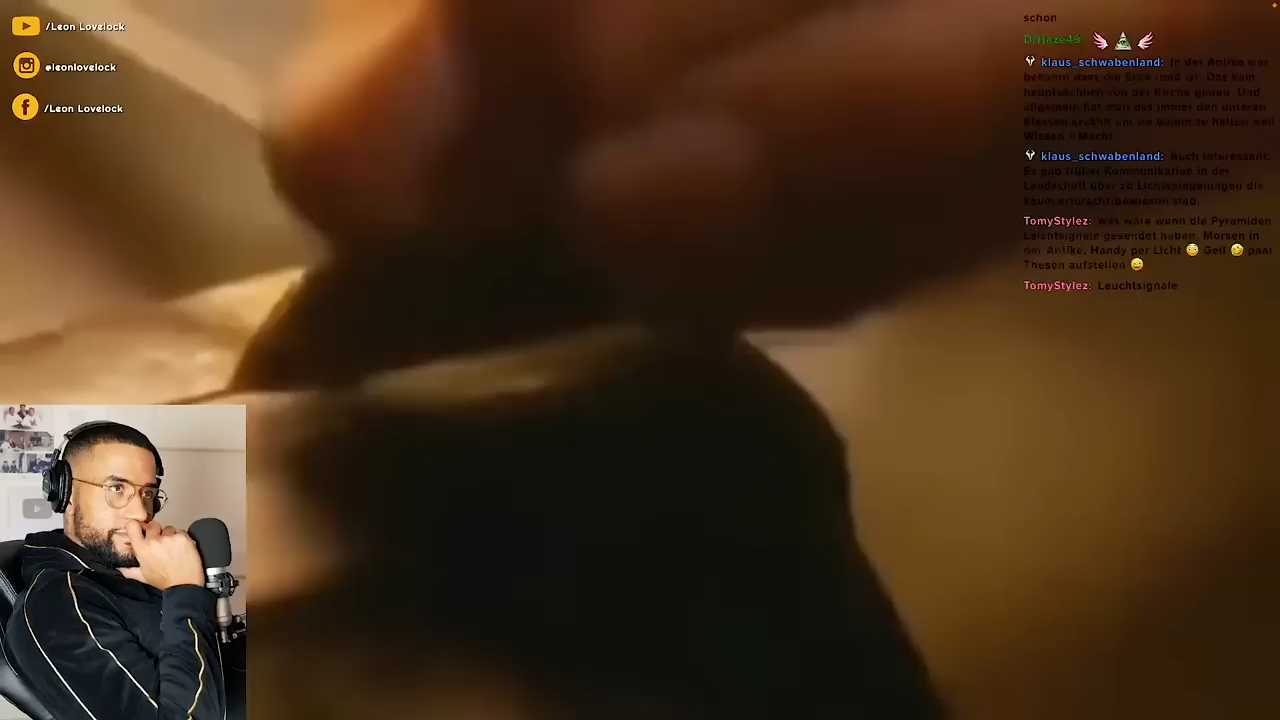 /Leon Lovelock
@leonlovelock
/Leon Lovelock
schon
DrHaze49:
klaus_schwabenland: In der Antike war
bekannt dass die Erde rund ist. Das kam
hauptsächlich von der Kirche genau. Und
allgemein hat man das immer den unteren
Klassen erzählt um sie dumm zu halten weil
Wissen = Macht
klaus_schwabenland: Auch interessant:
Es gab früher Kommunikation in der
Landschaft über so Lichtspiegelungen die
kaum erforscht/bewiesen sind.
TomyStylez: was wäre wenn die Pyramiden
Leichtsignale gesendet haben. Morsen in
der Antike, Handy per Licht 😳 Geil 🤣 paar
Thesen aufstellen 😄
TomyStylez: Leuchtsignale